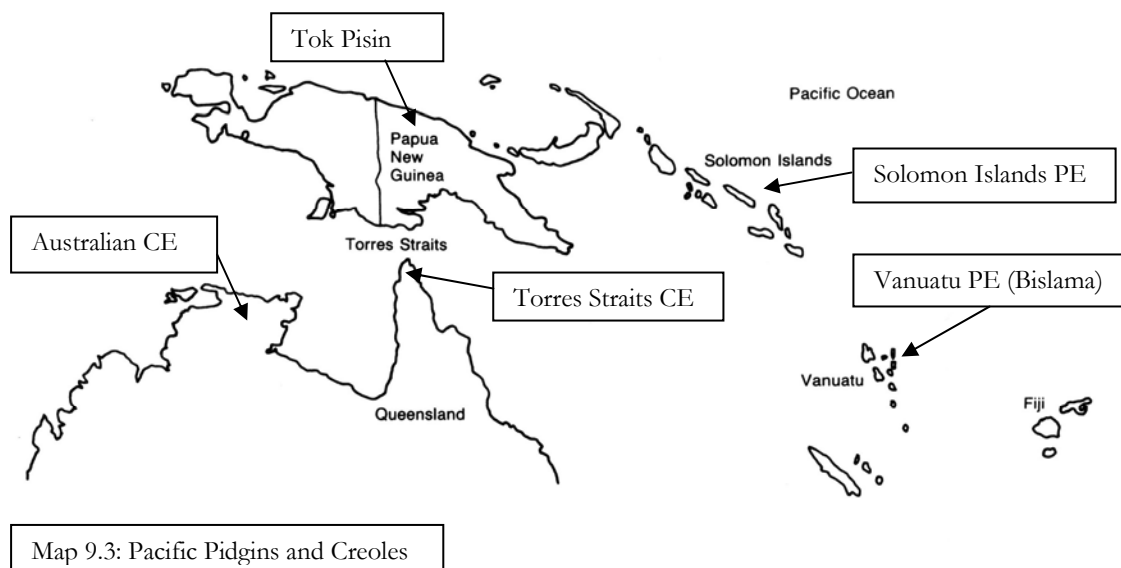 Tok Pisin
Pacific Ocean
Papua
New
Guinea
Solomon Islands
Solomon Islands PE
Australian CE
Torres Straits
Torres Straits CE
Vanuatu PE (Bislama)
Vanuatu
Fiji
Queensland
Map 9.3: Pacific Pidgins and Creoles